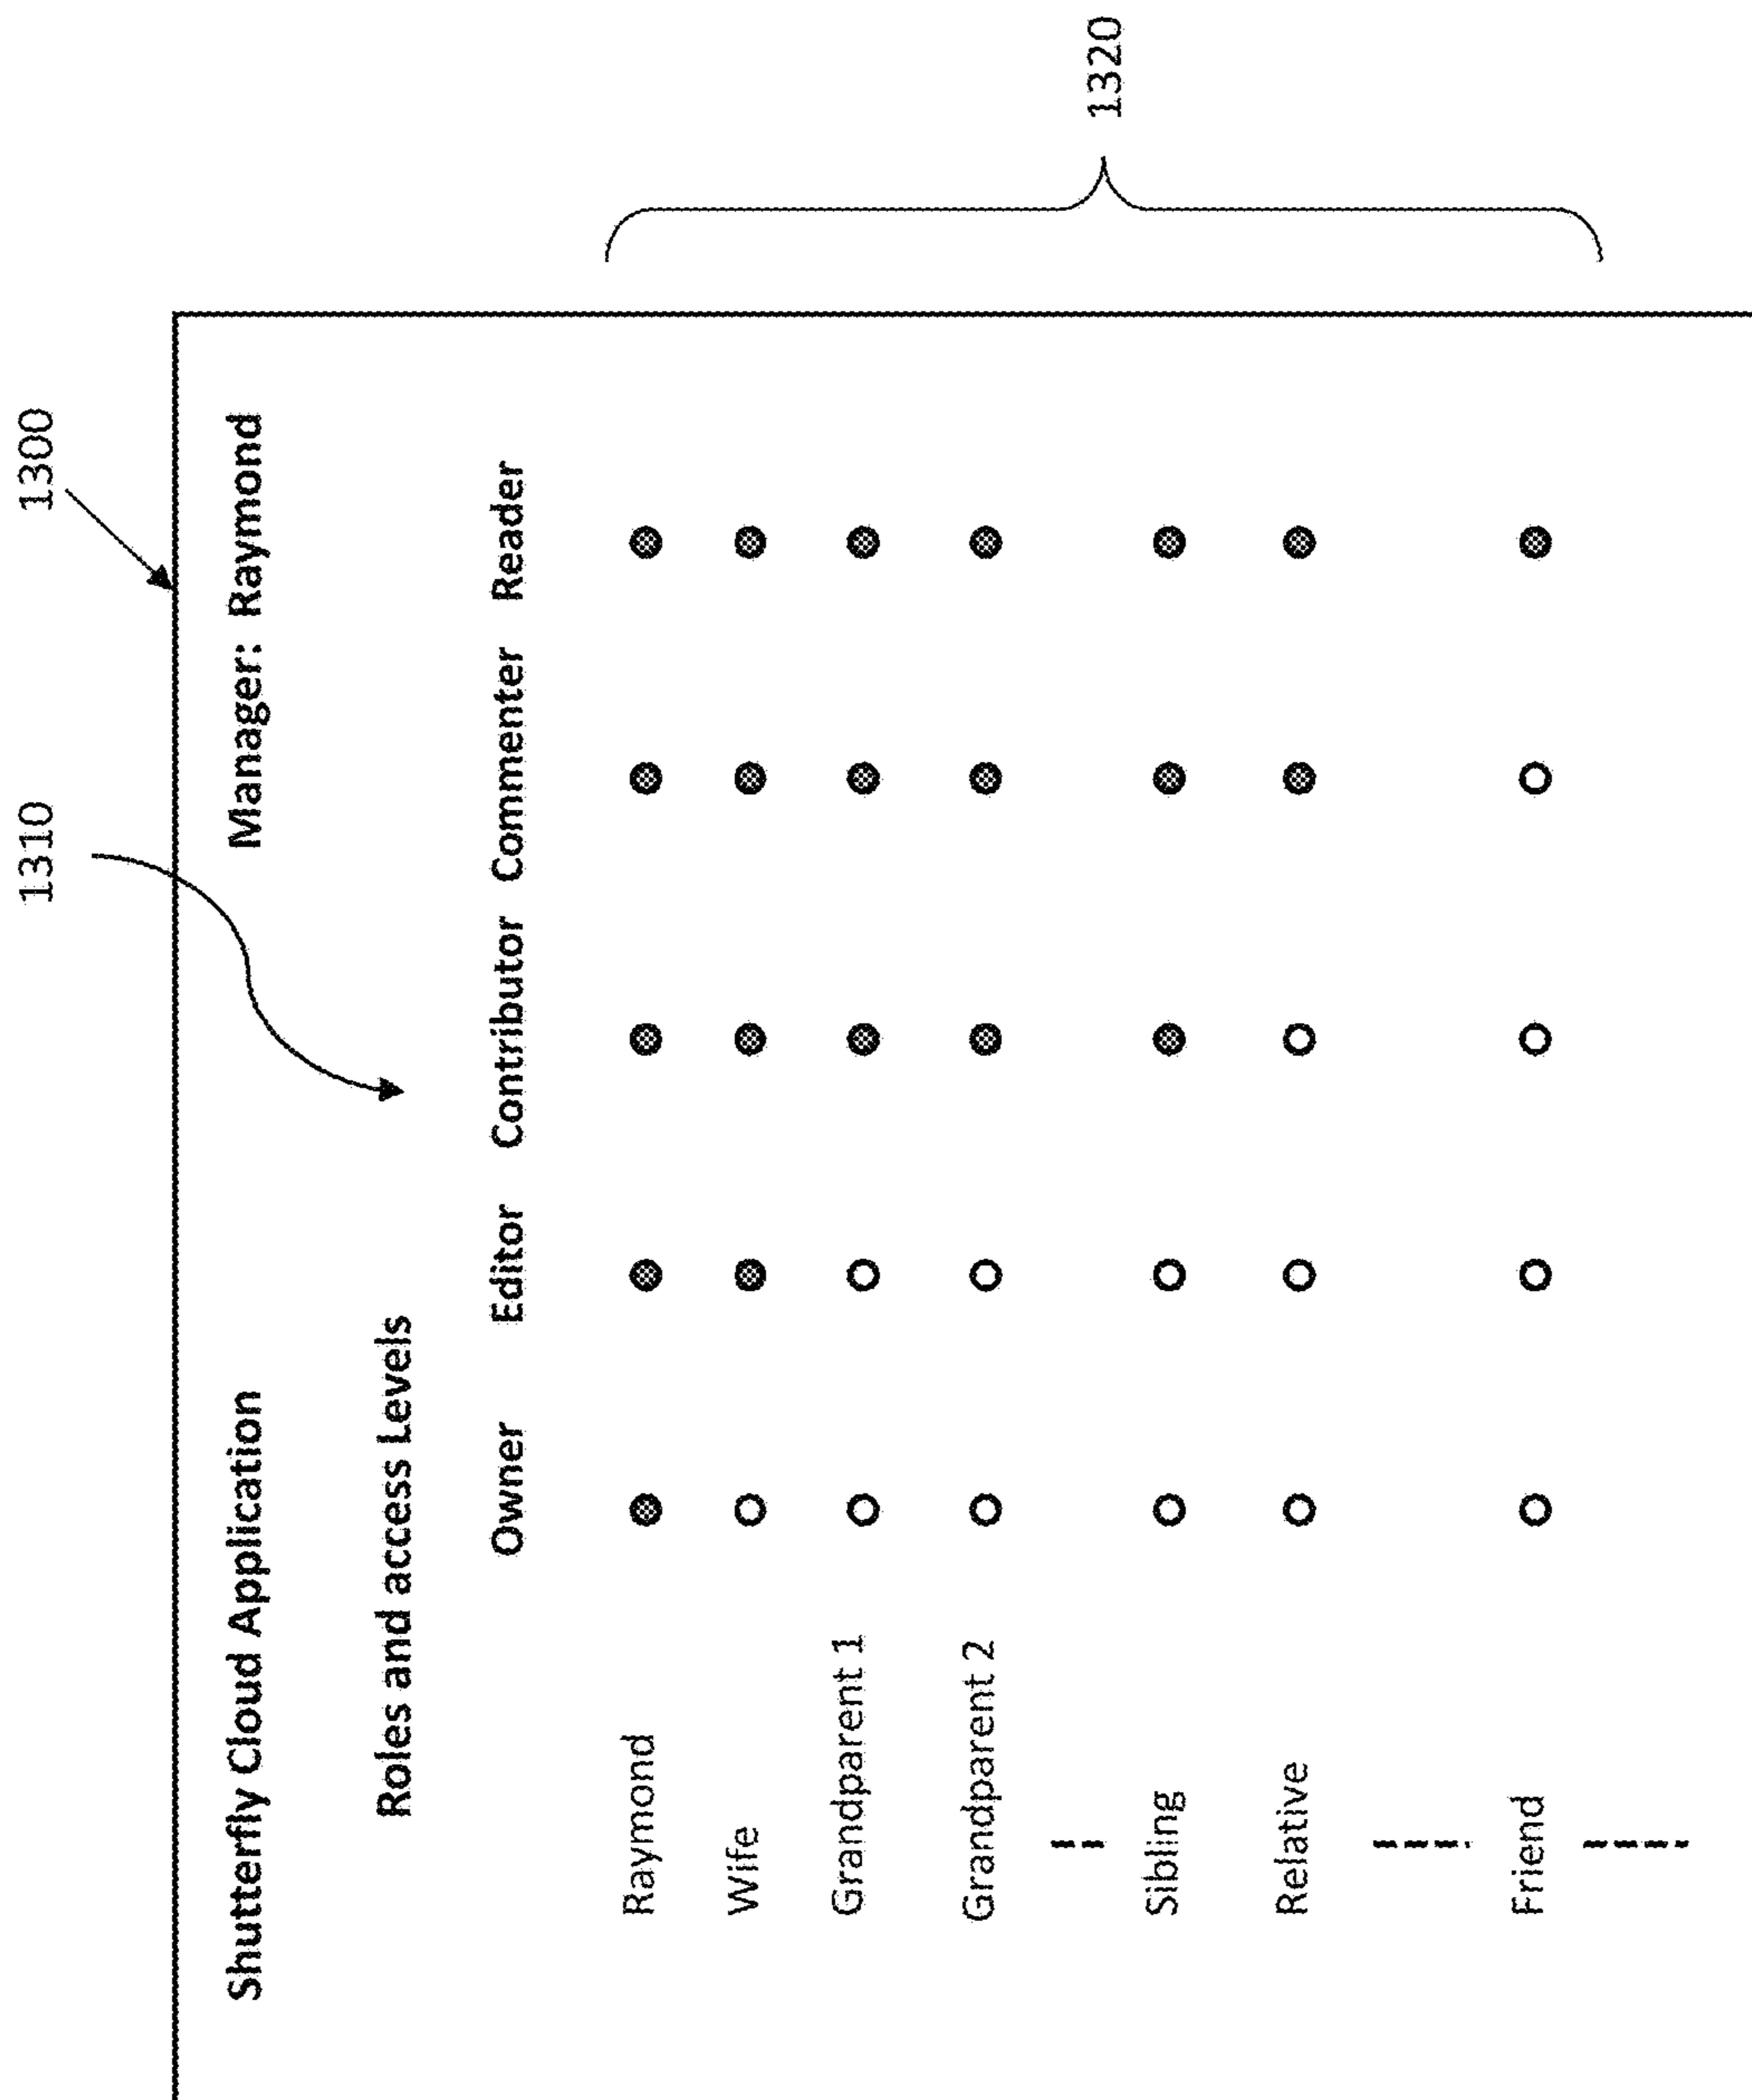 1300
1310
Shutterfly Cloud Application Manager: Raymond
Roles and access Levels
Owner Editor Contributor Commenter Reader
Raymond
Wife
Grandparent 1
Grandparent 2
Sibling
Relative
Friend
1320